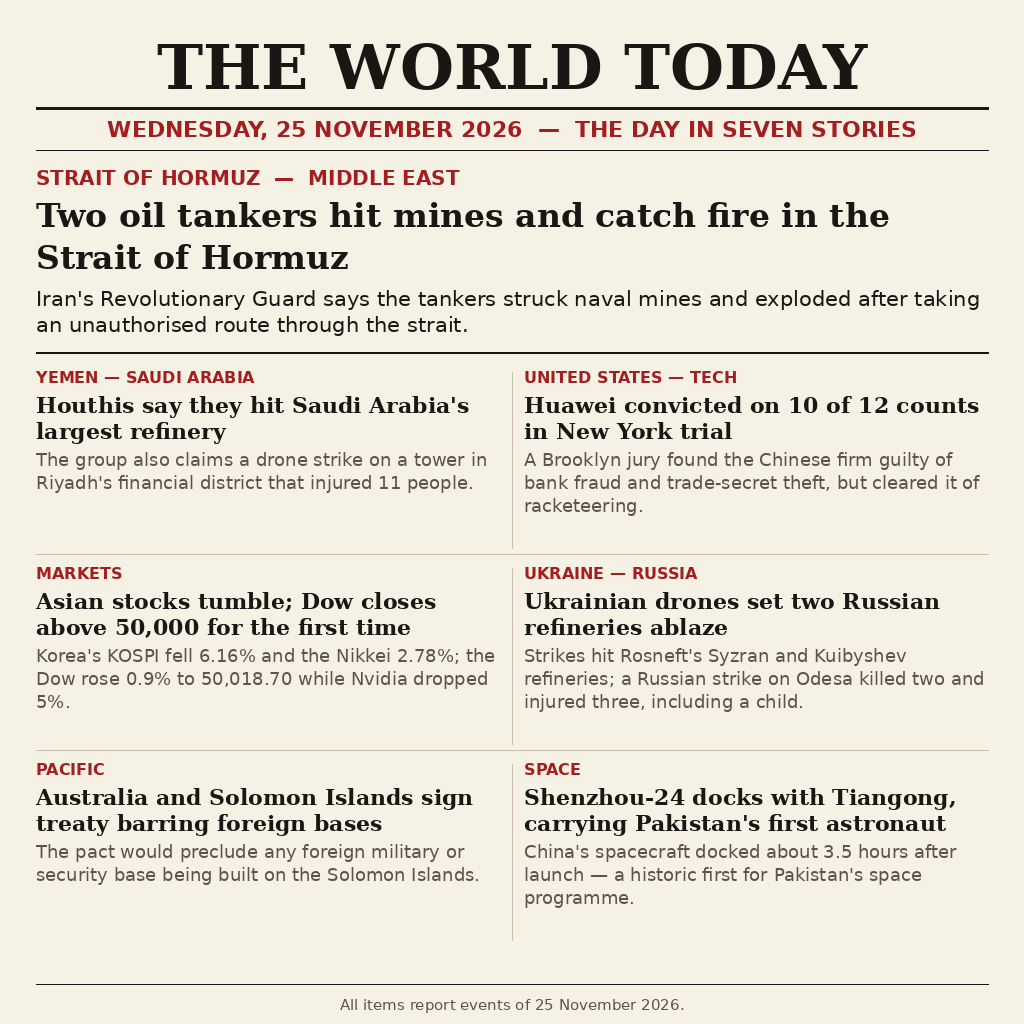 THE WORLD TODAY
WEDNESDAY, 25 NOVEMBER 2026 — THE DAY IN SEVEN STORIES
STRAIT OF HORMUZ — MIDDLE EAST
Two oil tankers hit mines and catch fire in the
Strait of Hormuz
Iran's Revolutionary Guard says the tankers struck naval mines and exploded after taking
an unauthorised route through the strait.
YEMEN — SAUDI ARABIA
Houthis say they hit Saudi Arabia's
largest refinery
The group also claims a drone strike on a tower in
Riyadh's financial district that injured 11 people.
UNITED STATES — TECH
Huawei convicted on 10 of 12 counts
in New York trial
A Brooklyn jury found the Chinese firm guilty of
bank fraud and trade-secret theft, but cleared it of
racketeering.
MARKETS
Asian stocks tumble; Dow closes
above 50,000 for the first time
Korea's KOSPI fell 6.16% and the Nikkei 2.78%; the
Dow rose 0.9% to 50,018.70 while Nvidia dropped
5%.
UKRAINE — RUSSIA
Ukrainian drones set two Russian
refineries ablaze
Strikes hit Rosneft's Syzran and Kuibyshev
refineries; a Russian strike on Odesa killed two and
injured three, including a child.
PACIFIC
Australia and Solomon Islands sign
treaty barring foreign bases
The pact would preclude any foreign military or
security base being built on the Solomon Islands.
SPACE
Shenzhou-24 docks with Tiangong,
carrying Pakistan's first astronaut
China's spacecraft docked about 3.5 hours after
launch — a historic first for Pakistan's space
programme.
All items report events of 25 November 2026.